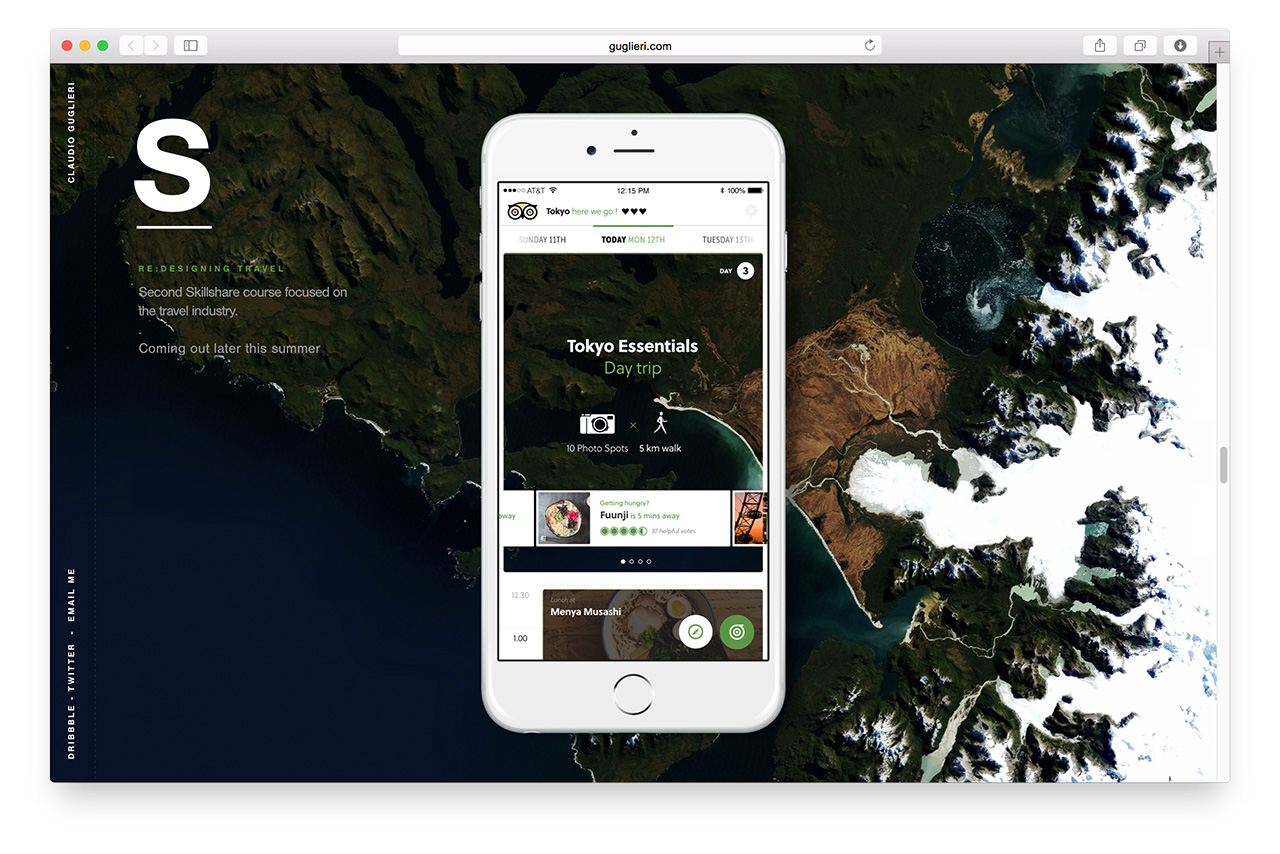 guglieri.com
CLAUDIO GUGLIERI
S
RE:DESIGNING TRAVEL
Second Skillshare course focused on
the travel industry.
Coming out later this summer
DRIBBBLE - TWITTER - EMAIL ME
AT&T 12:15 PM 100%
Tokyo here we go ! ♥♥♥
SUNDAY 11TH TODAY MON 12TH TUESDAY 13TH
DAY 3
Tokyo Essentials
Day trip
10 Photo Spots × 5 km walk
away
Getting hungry?
Fuunji is 5 mins away
37 helpful votes
12.30
Lunch at
Menya Musashi
1.00